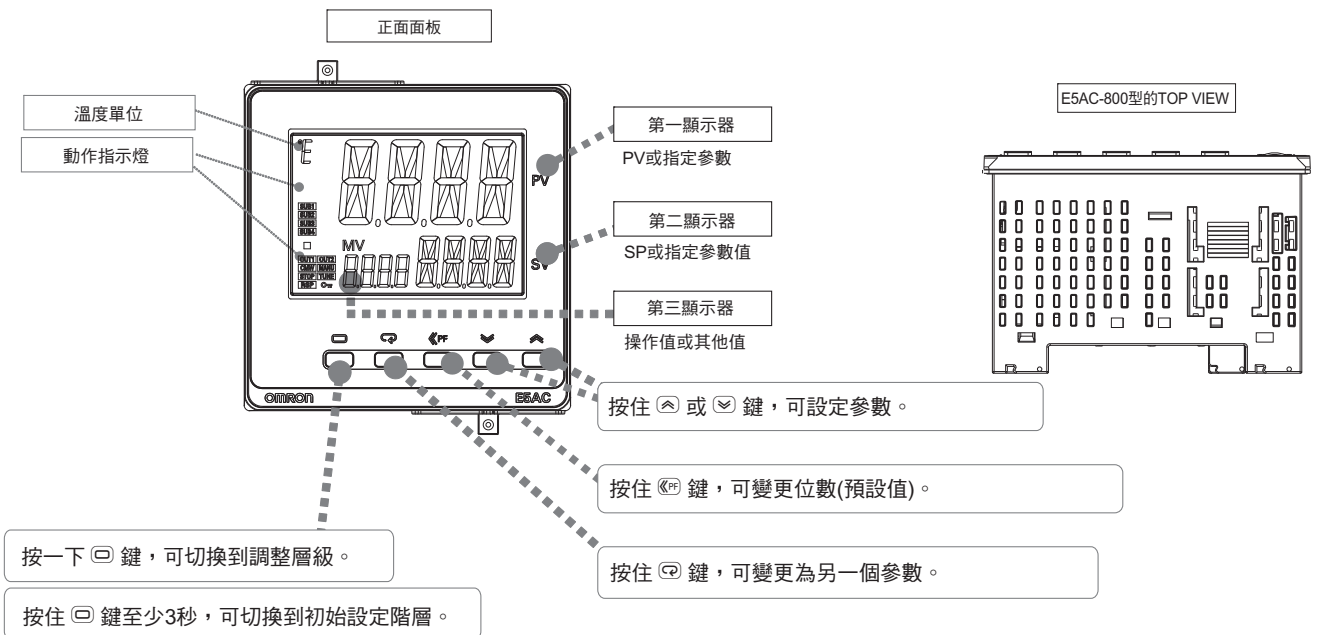 正面面板
溫度單位
動作指示燈
第一顯示器
PV或指定參數
第二顯示器
SP或指定參數值
第三顯示器
操作值或其他值
E5AC-800型的TOP VIEW
PV
SUB1
SUB2
SUB3
SUB4
MV
SV
OUT1 OUT2
CMW MANU
STOP TUNE
RSP
PF
OMRON E5AC
按住 鍵 或 鍵,可設定參數。
按住 PF 鍵,可變更位數(預設值)。
按一下 鍵,可切換到調整層級。
按住 鍵,可變更為另一個參數。
按住 鍵至少3秒,可切換到初始設定階層。